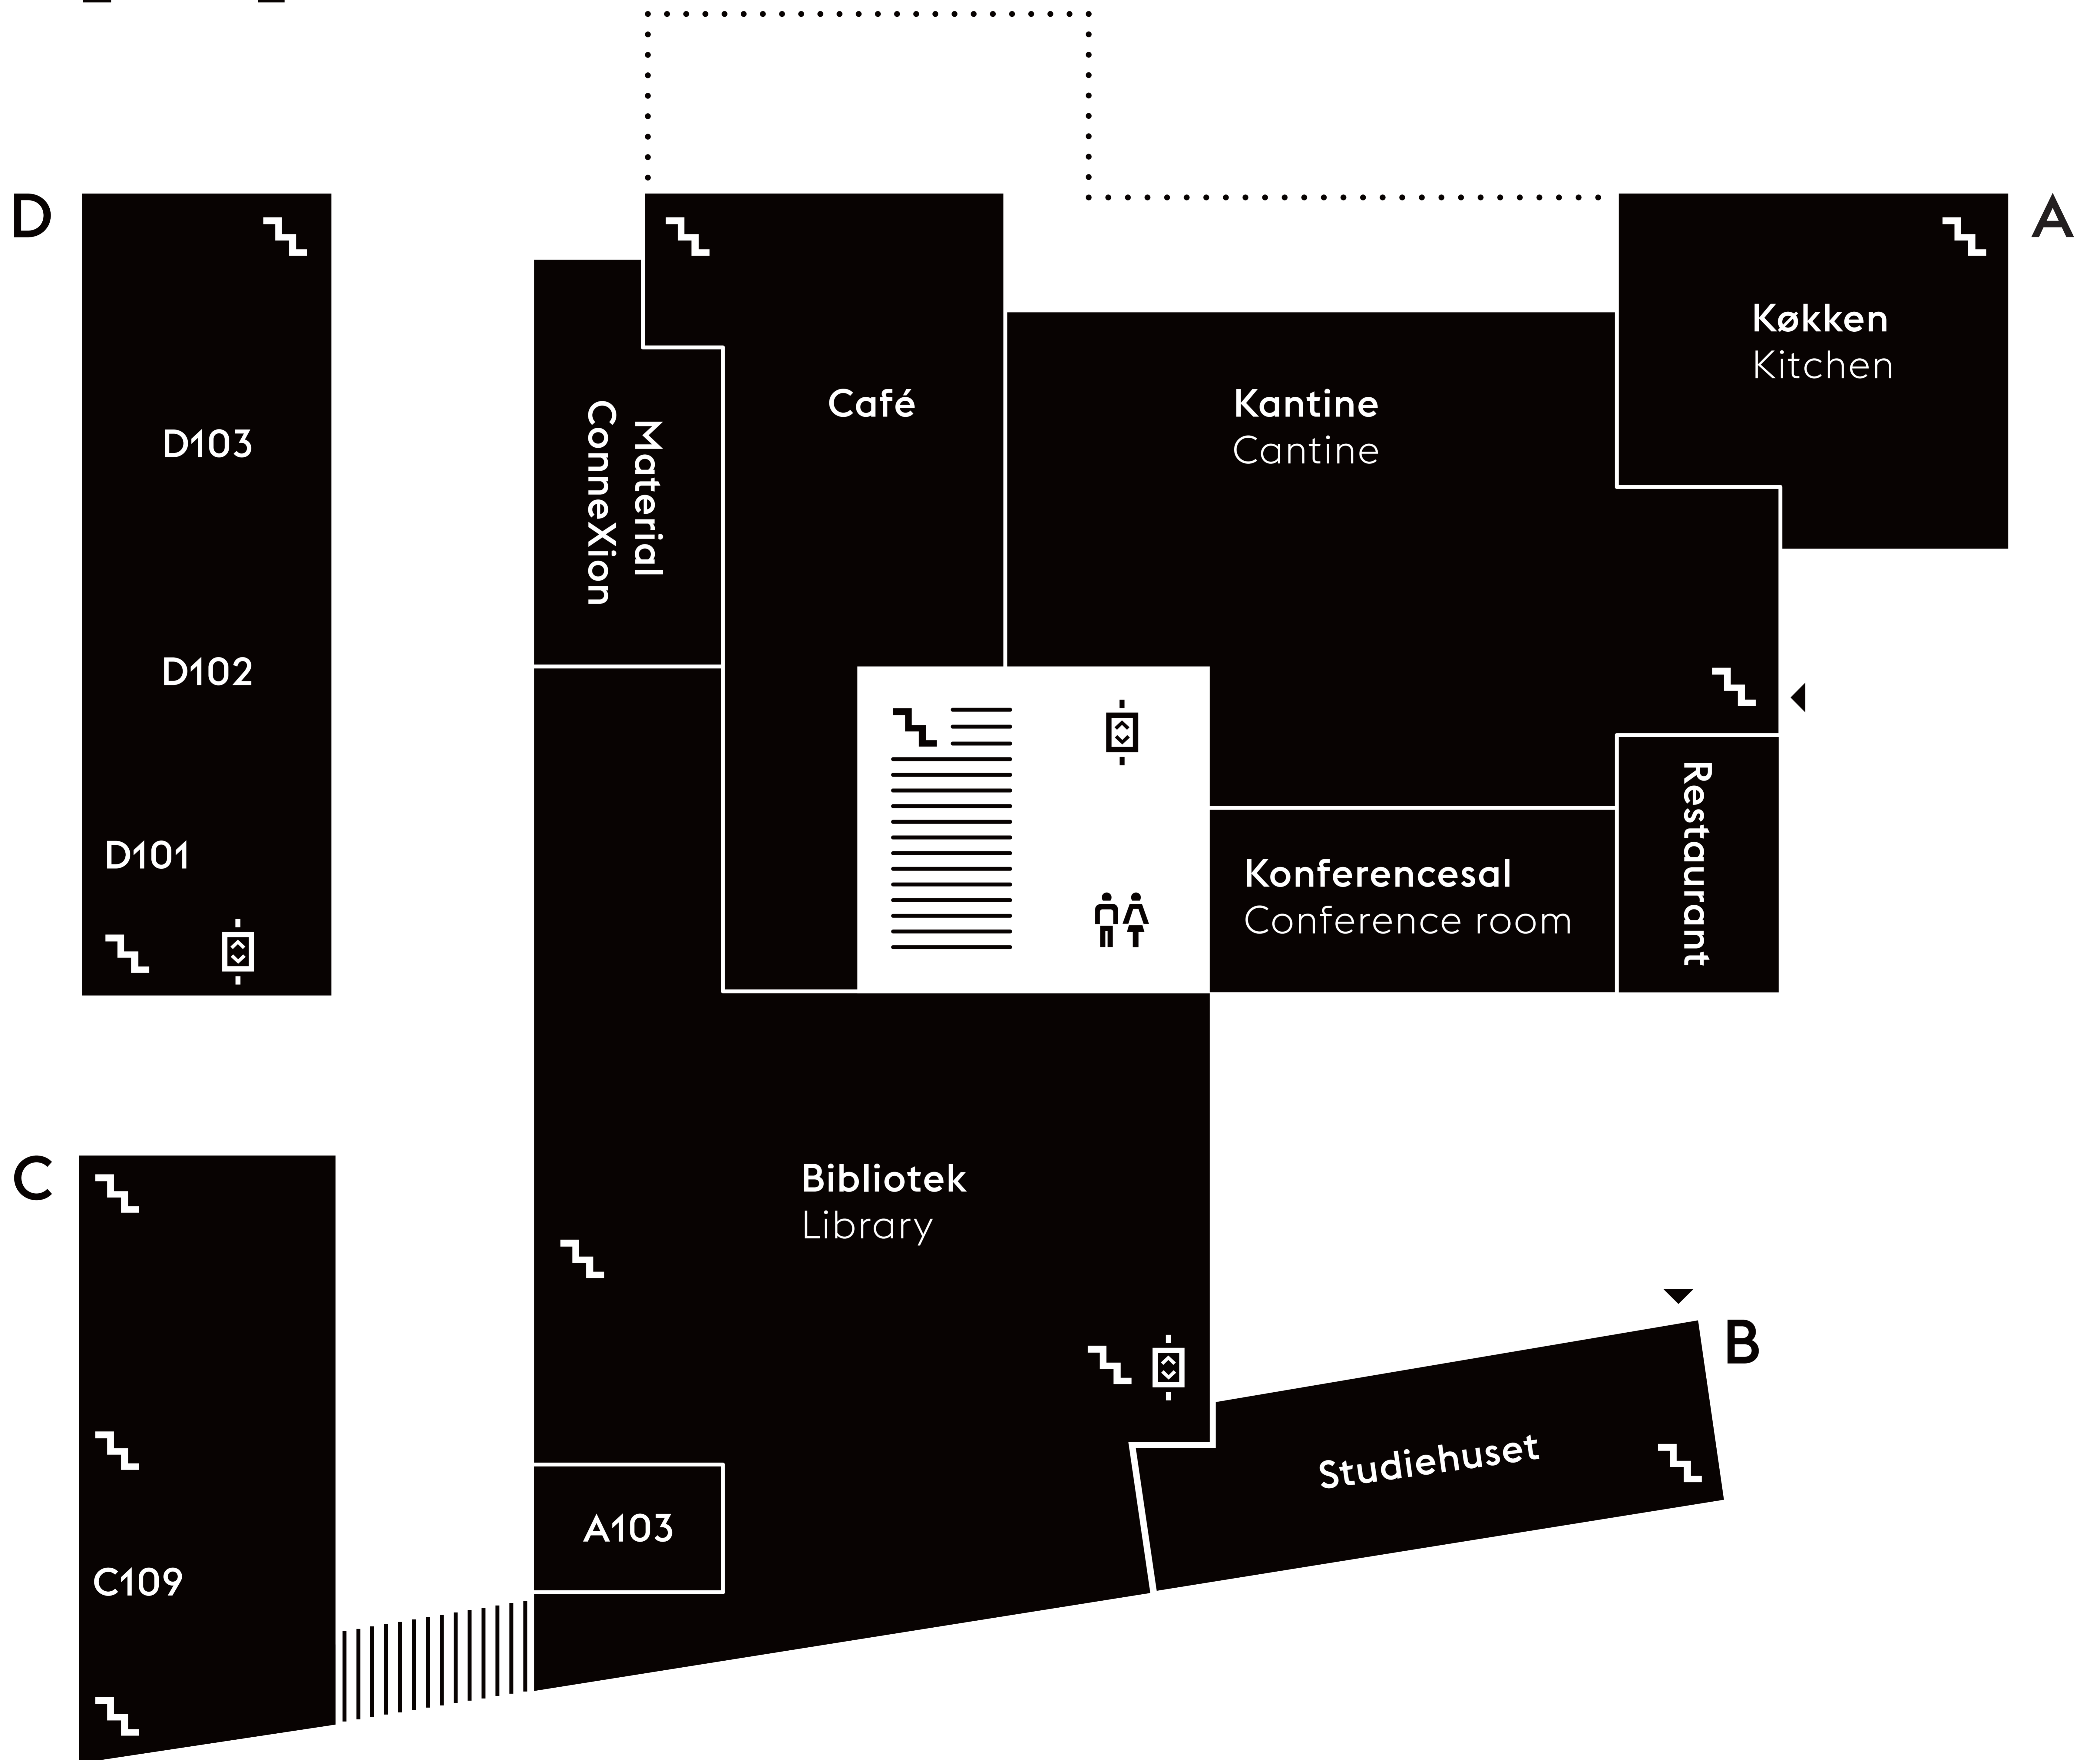 D
A
Køkken
Kitchen
Café
Kantine
Cantine
D103
Material
ConneXion
D102
Restaurant
D101
Konferencesal
Conference room
C
Bibliotek
Library
B
Studiehuset
A103
C109